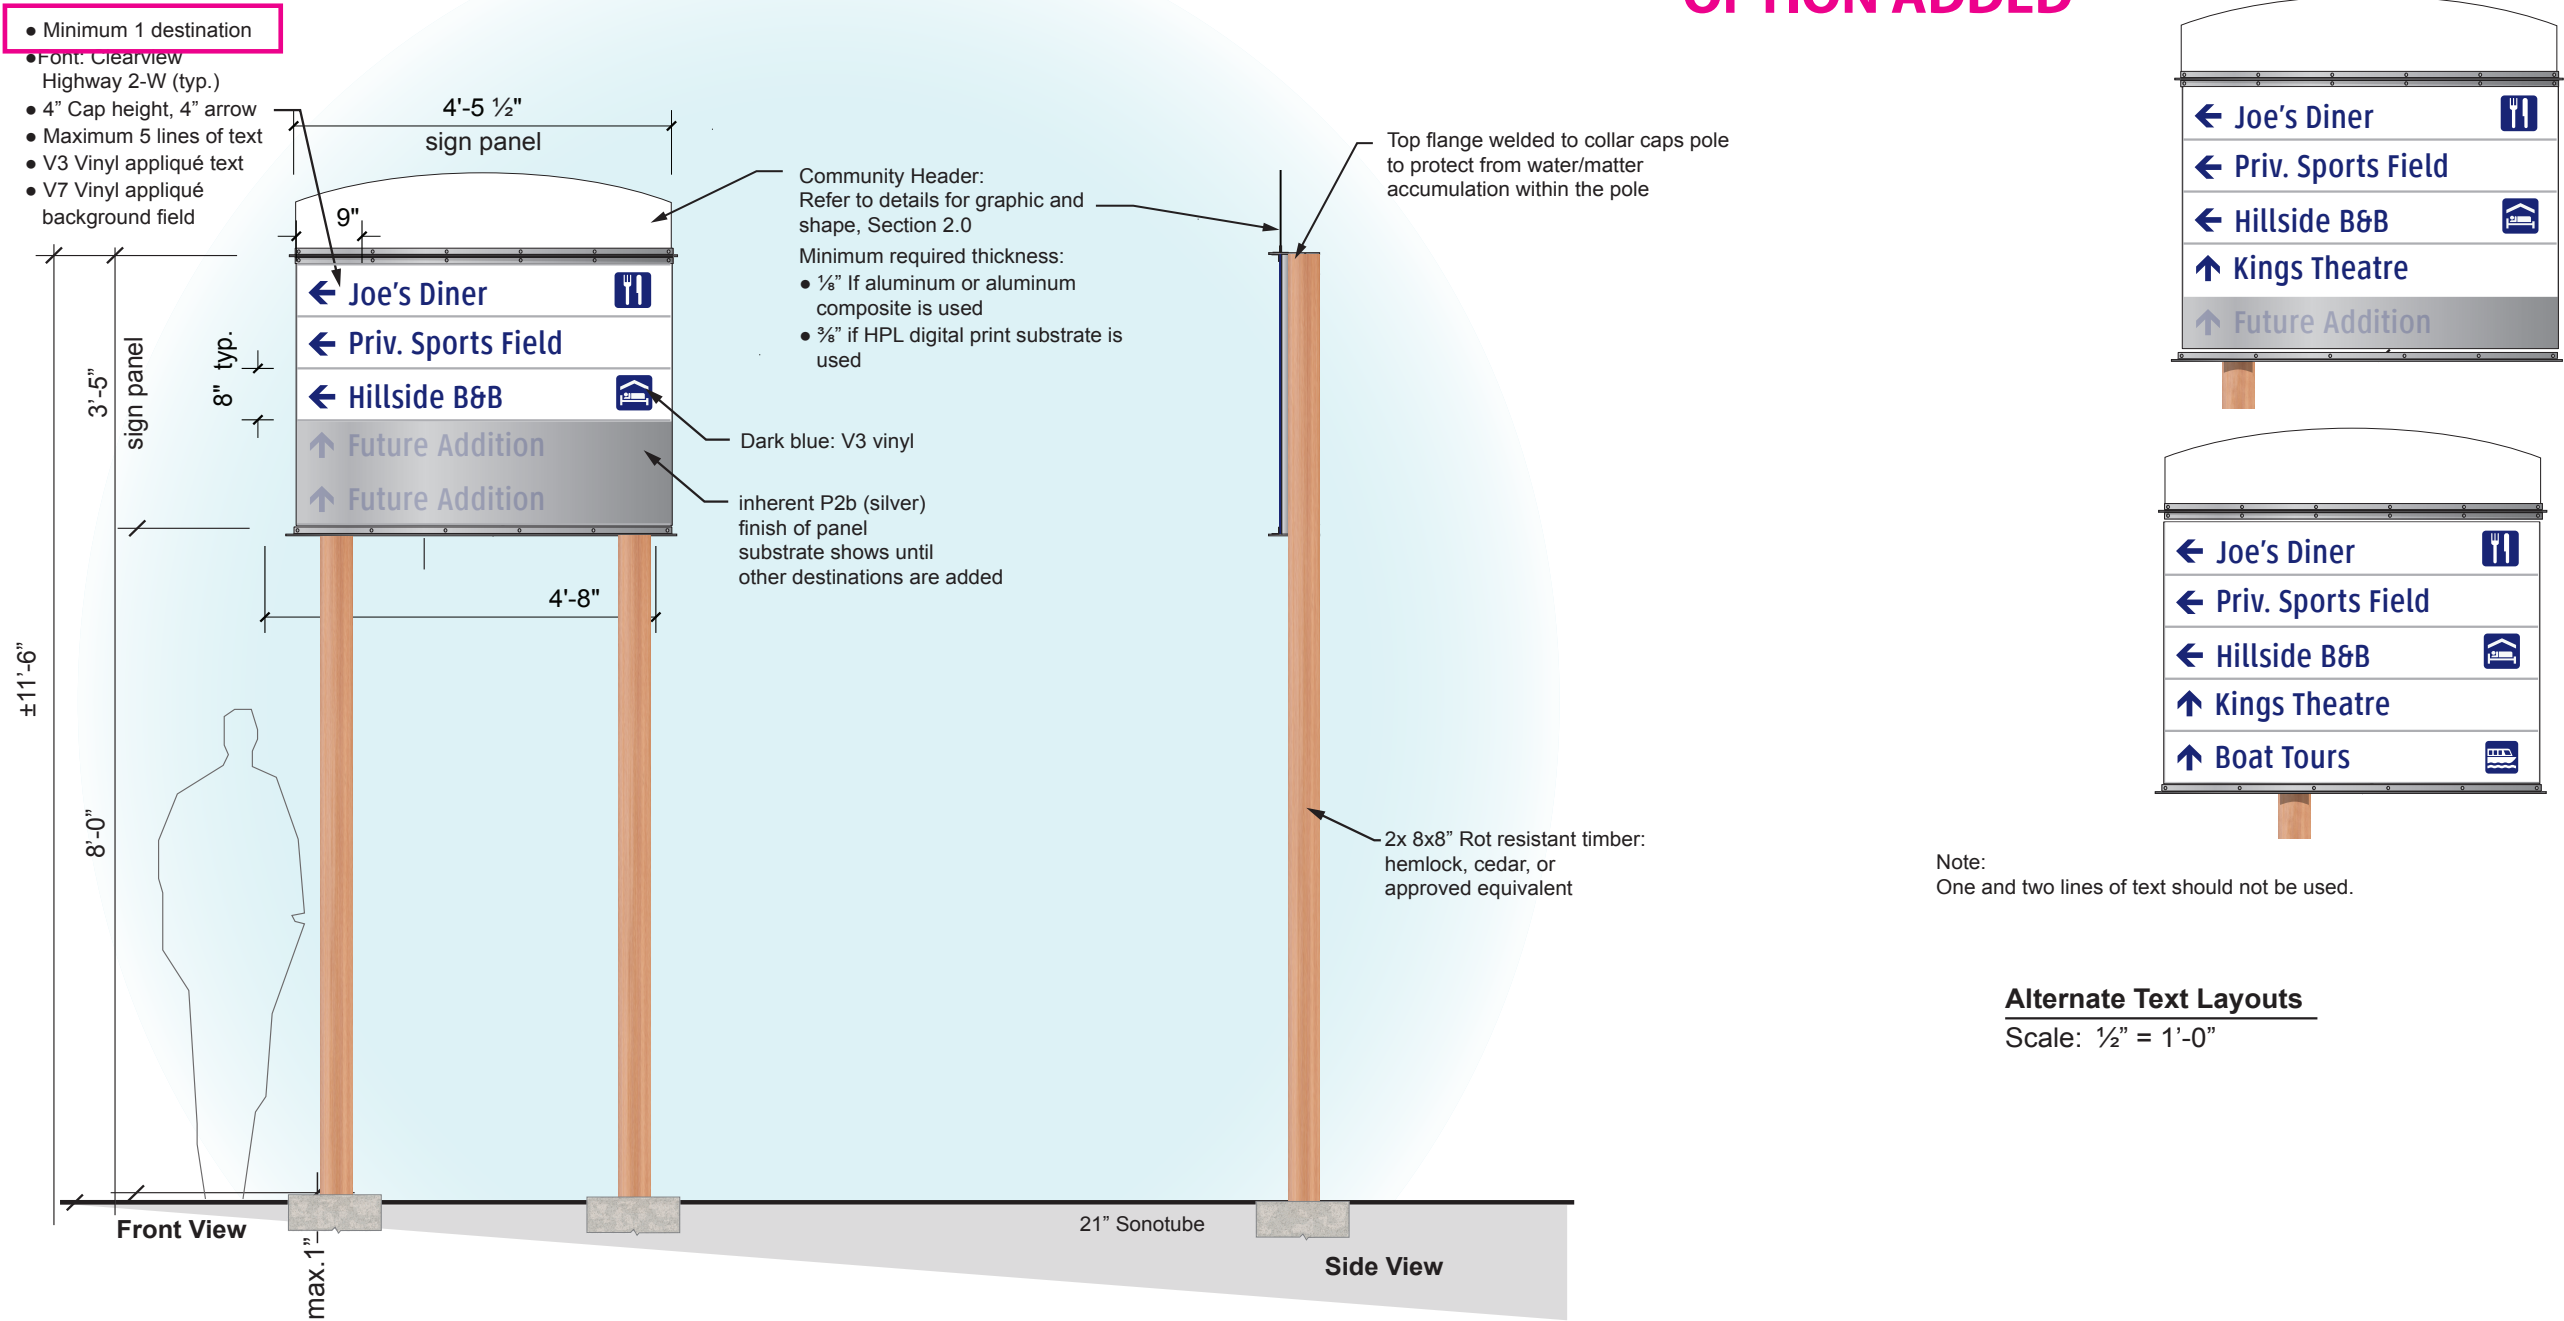 OPTION ADDED
● Minimum 1 destination
●Font: Clearview
Highway 2-W (typ.)
● 4” Cap height, 4” arrow
● Maximum 5 lines of text
● V3 Vinyl appliqué text
● V7 Vinyl appliqué
background field
4'-5 ½"
sign panel
9"
← Joe's Diner
← Priv. Sports Field
← Hillside B&B
↑ Future Addition
↑ Future Addition
8" typ.
sign panel
3'-5”
±11'-6”
8'-0”
4'-8"
max.1”
Front View
Community Header:
Refer to details for graphic and
shape, Section 2.0
Minimum required thickness:
● ⅛” If aluminum or aluminum
composite is used
● ⅜” if HPL digital print substrate is
used
Dark blue: V3 vinyl
inherent P2b (silver)
finish of panel
substrate shows until
other destinations are added
Top flange welded to collar caps pole
to protect from water/matter
accumulation within the pole
2x 8x8” Rot resistant timber:
hemlock, cedar, or
approved equivalent
21” Sonotube
Side View
← Joe's Diner
← Priv. Sports Field
← Hillside B&B
↑ Kings Theatre
↑ Future Addition
← Joe's Diner
← Priv. Sports Field
← Hillside B&B
↑ Kings Theatre
↑ Boat Tours
Note:
One and two lines of text should not be used.
Alternate Text Layouts
Scale: ½” = 1'-0”